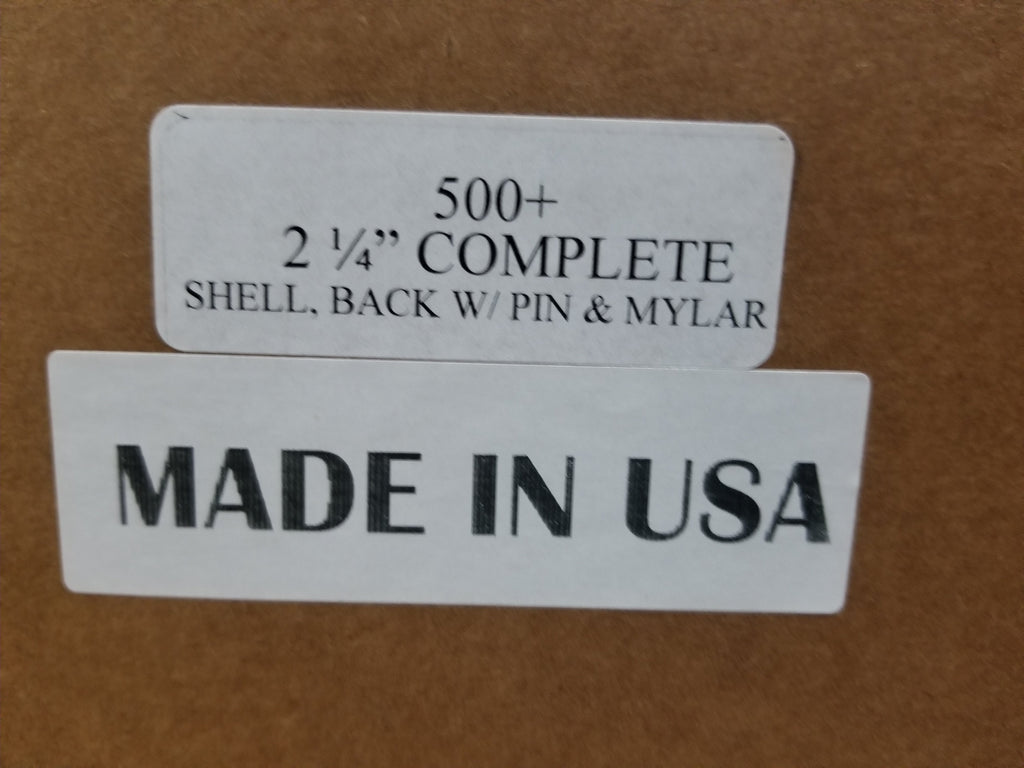 500+
2 ¼” COMPLETE
SHELL, BACK W/ PIN & MYLAR
MADE IN USA